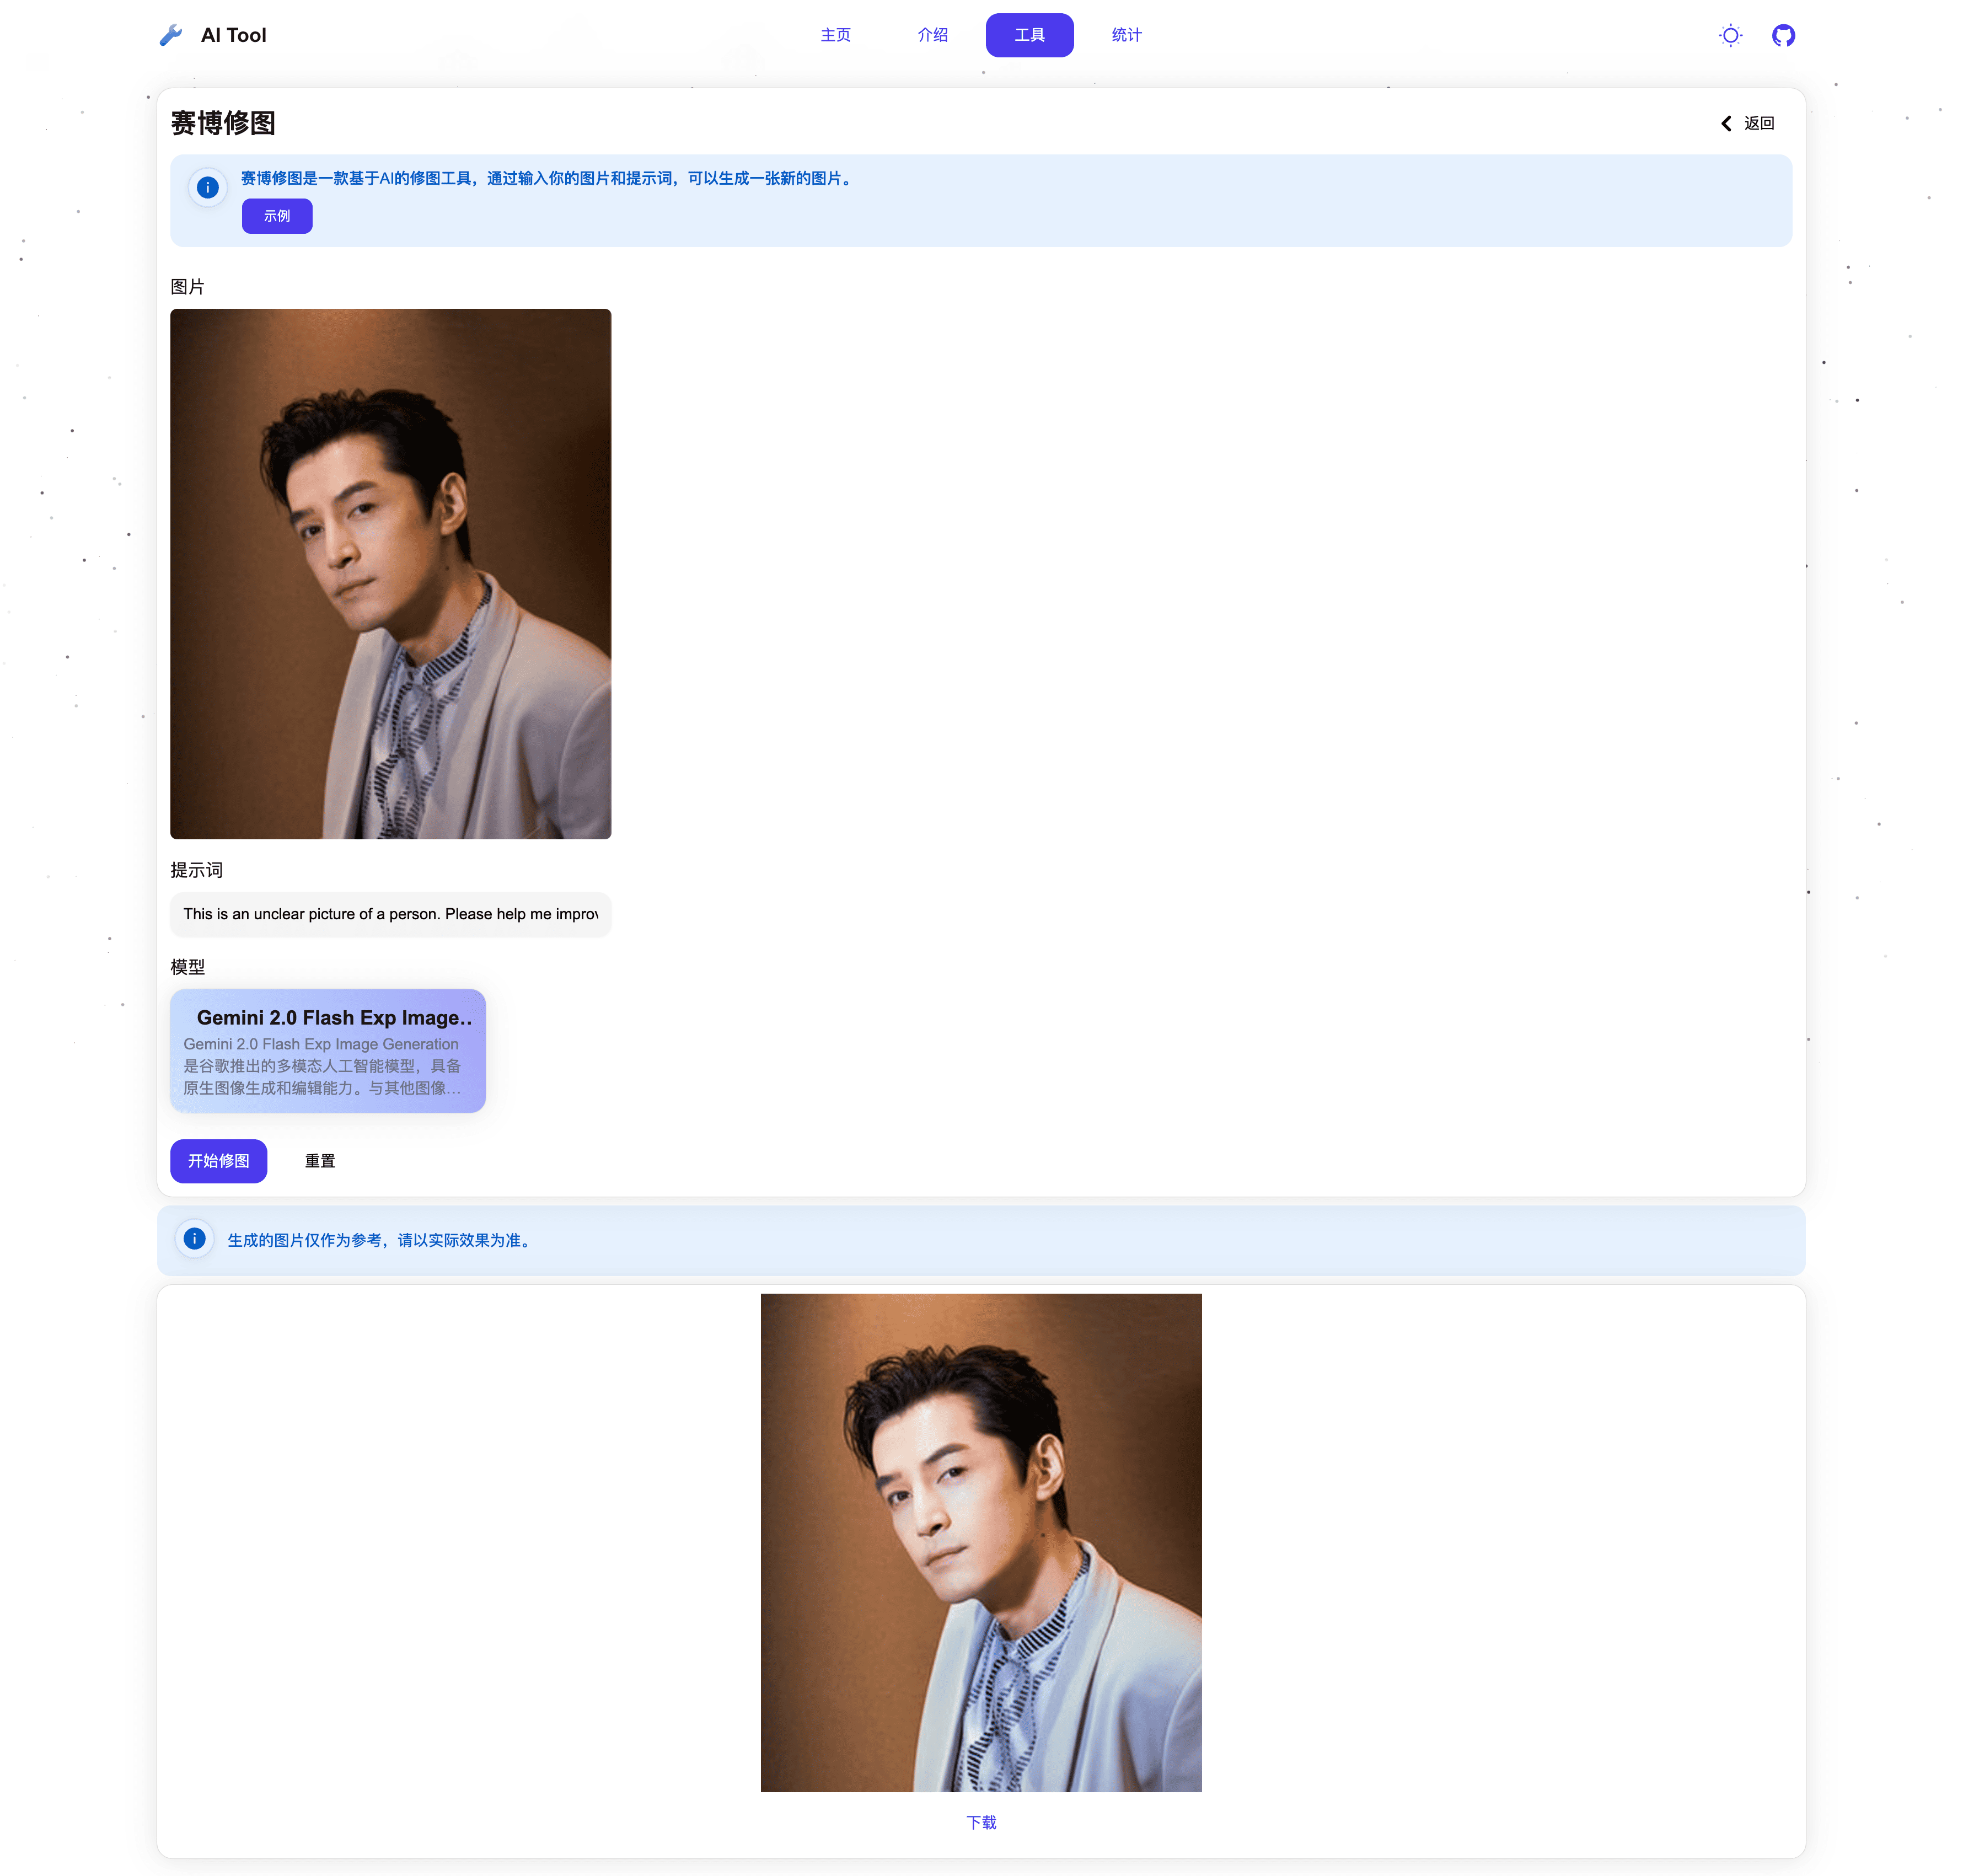 AI Tool
主页
介绍
工具
统计
赛博修图
返回
赛博修图是一款基于AI的修图工具，通过输入你的图片和提示词，可以生成一张新的图片。
示例
图片
提示词
This is an unclear picture of a person. Please help me improv
模型
Gemini 2.0 Flash Exp Image..
Gemini 2.0 Flash Exp Image Generation
是谷歌推出的多模态人工智能模型，具备
原生图像生成和编辑能力。与其他图像...
开始修图
重置
生成的图片仅作为参考，请以实际效果为准。
下载